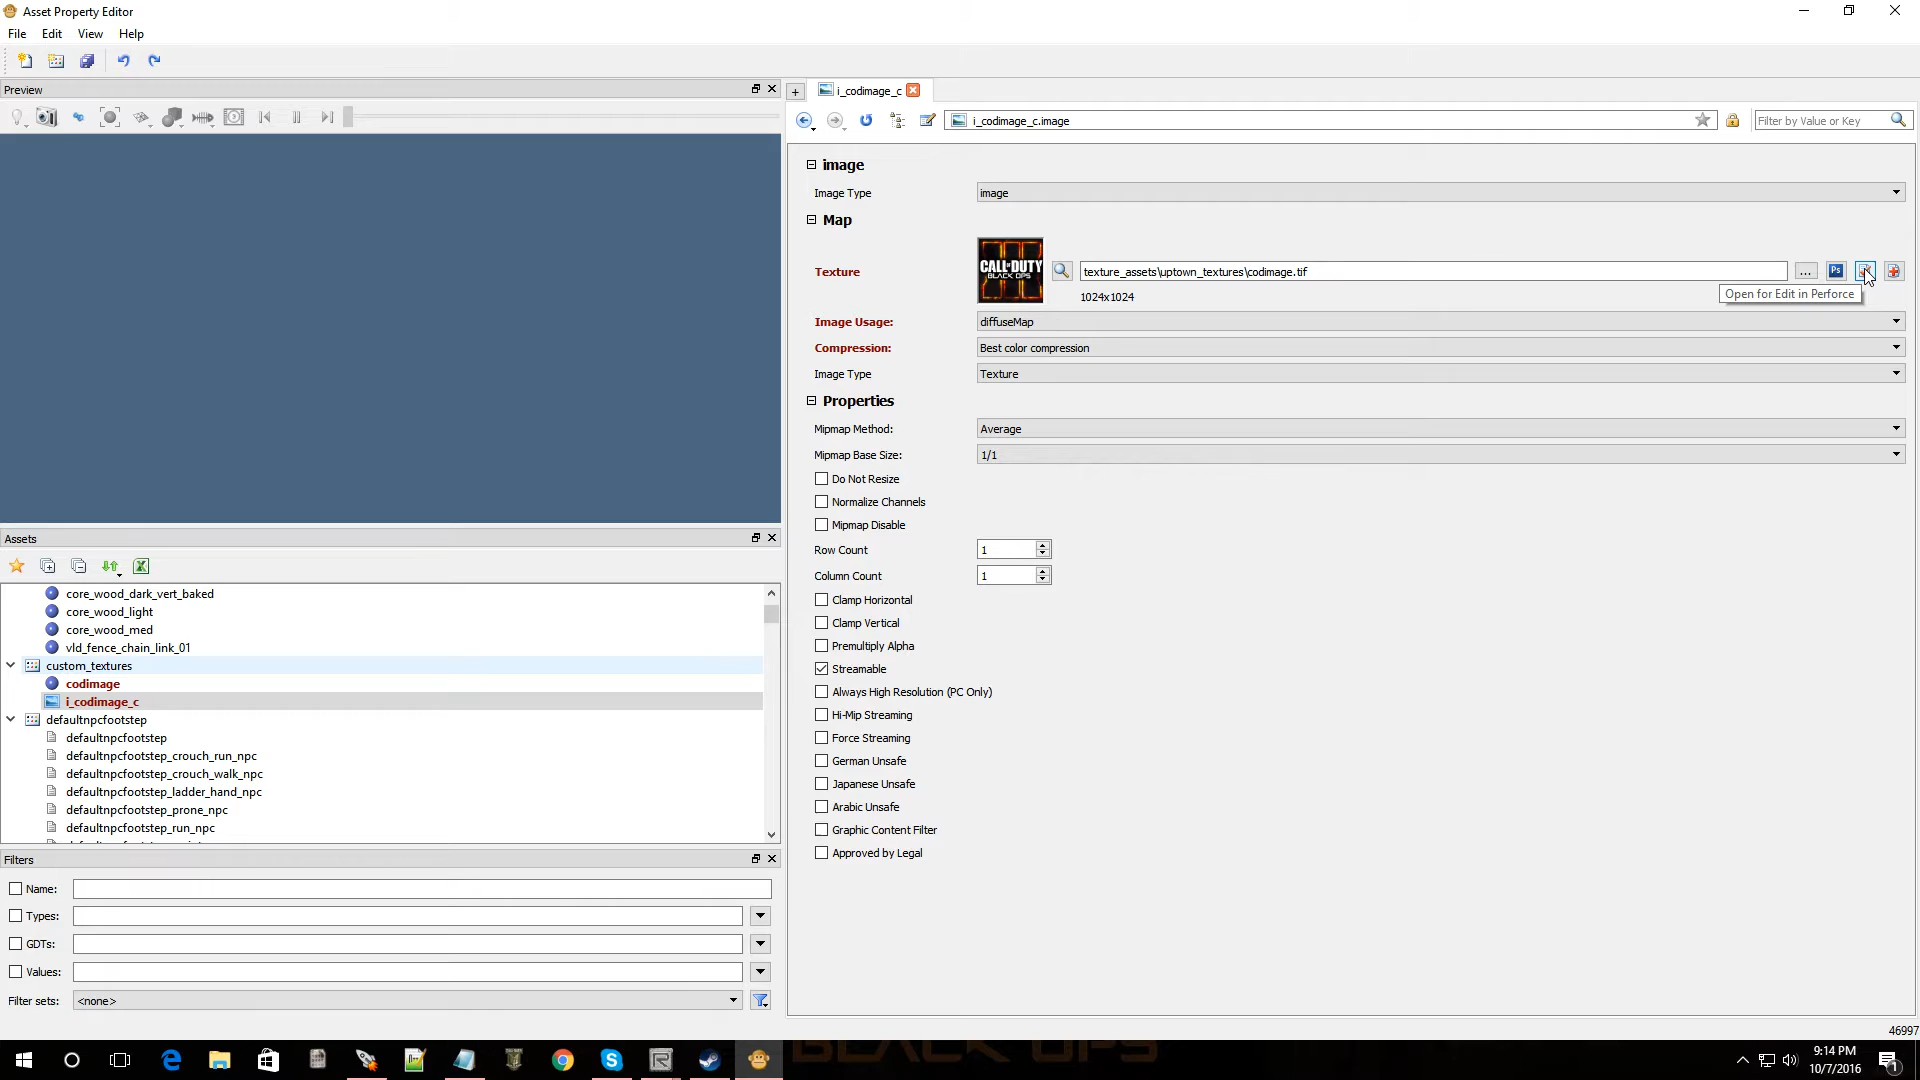 Asset Property Editor
File Edit View Help
Preview
i_codimage_c
i_codimage_c.image
Filter by Value or Key
image
Image Type image
Map
Texture
CALL OF DUTY
BLACK OPS
texture_assets\uptown_textures\codimage.tif
...
Ps
1024x1024
Open for Edit in Perforce
Image Usage: diffuseMap
Compression: Best color compression
Image Type Texture
Properties
Mipmap Method: Average
Mipmap Base Size: 1/1
Do Not Resize
Normalize Channels
Mipmap Disable
Row Count 1
Column Count 1
Clamp Horizontal
Clamp Vertical
Premultiply Alpha
Streamable
Always High Resolution (PC Only)
Hi-Mip Streaming
Force Streaming
German Unsafe
Japanese Unsafe
Arabic Unsafe
Graphic Content Filter
Approved by Legal
Assets
core_wood_dark_vert_baked
core_wood_light
core_wood_med
vld_fence_chain_link_01
custom_textures
codimage
i_codimage_c
defaultnpcfootstep
defaultnpcfootstep
defaultnpcfootstep_crouch_run_npc
defaultnpcfootstep_crouch_walk_npc
defaultnpcfootstep_ladder_hand_npc
defaultnpcfootstep_prone_npc
defaultnpcfootstep_run_npc
Filters
Name:
Types:
GDTs:
Values:
Filter sets: <none>
46997
BLACK OPS
9:14 PM
10/7/2016
1